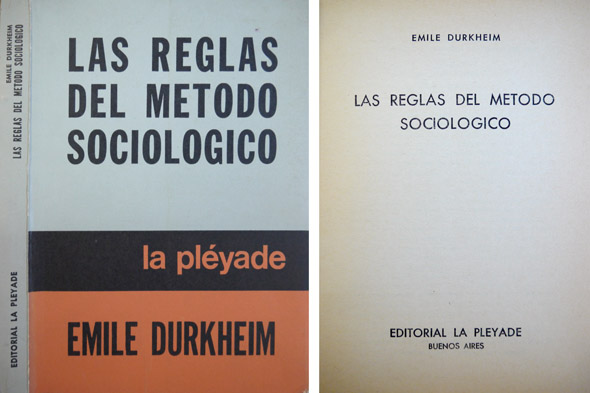 EMILE DURKHEIM
LAS REGLAS DEL METODO SOCIOLOGICO
EDITORIAL LA PLEYADE
LAS REGLAS
DEL METODO
SOCIOLOGICO
la pléyade
EMILE DURKHEIM
EMILE DURKHEIM
LAS REGLAS DEL METODO
SOCIOLOGICO
EDITORIAL LA PLEYADE
BUENOS AIRES